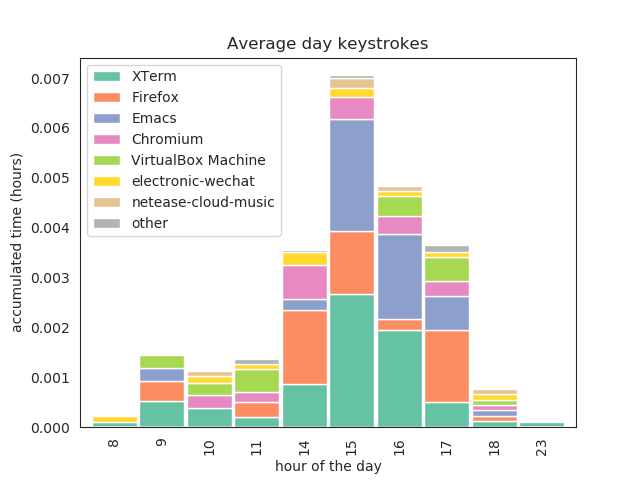 Average day keystrokes
XTerm
Firefox
Emacs
Chromium
VirtualBox Machine
electronic-wechat
netease-cloud-music
other
accumulated time (hours)
0.007
0.006
0.005
0.004
0.003
0.002
0.001
0.000
8 9 10 11 14 15 16 17 18 23
hour of the day